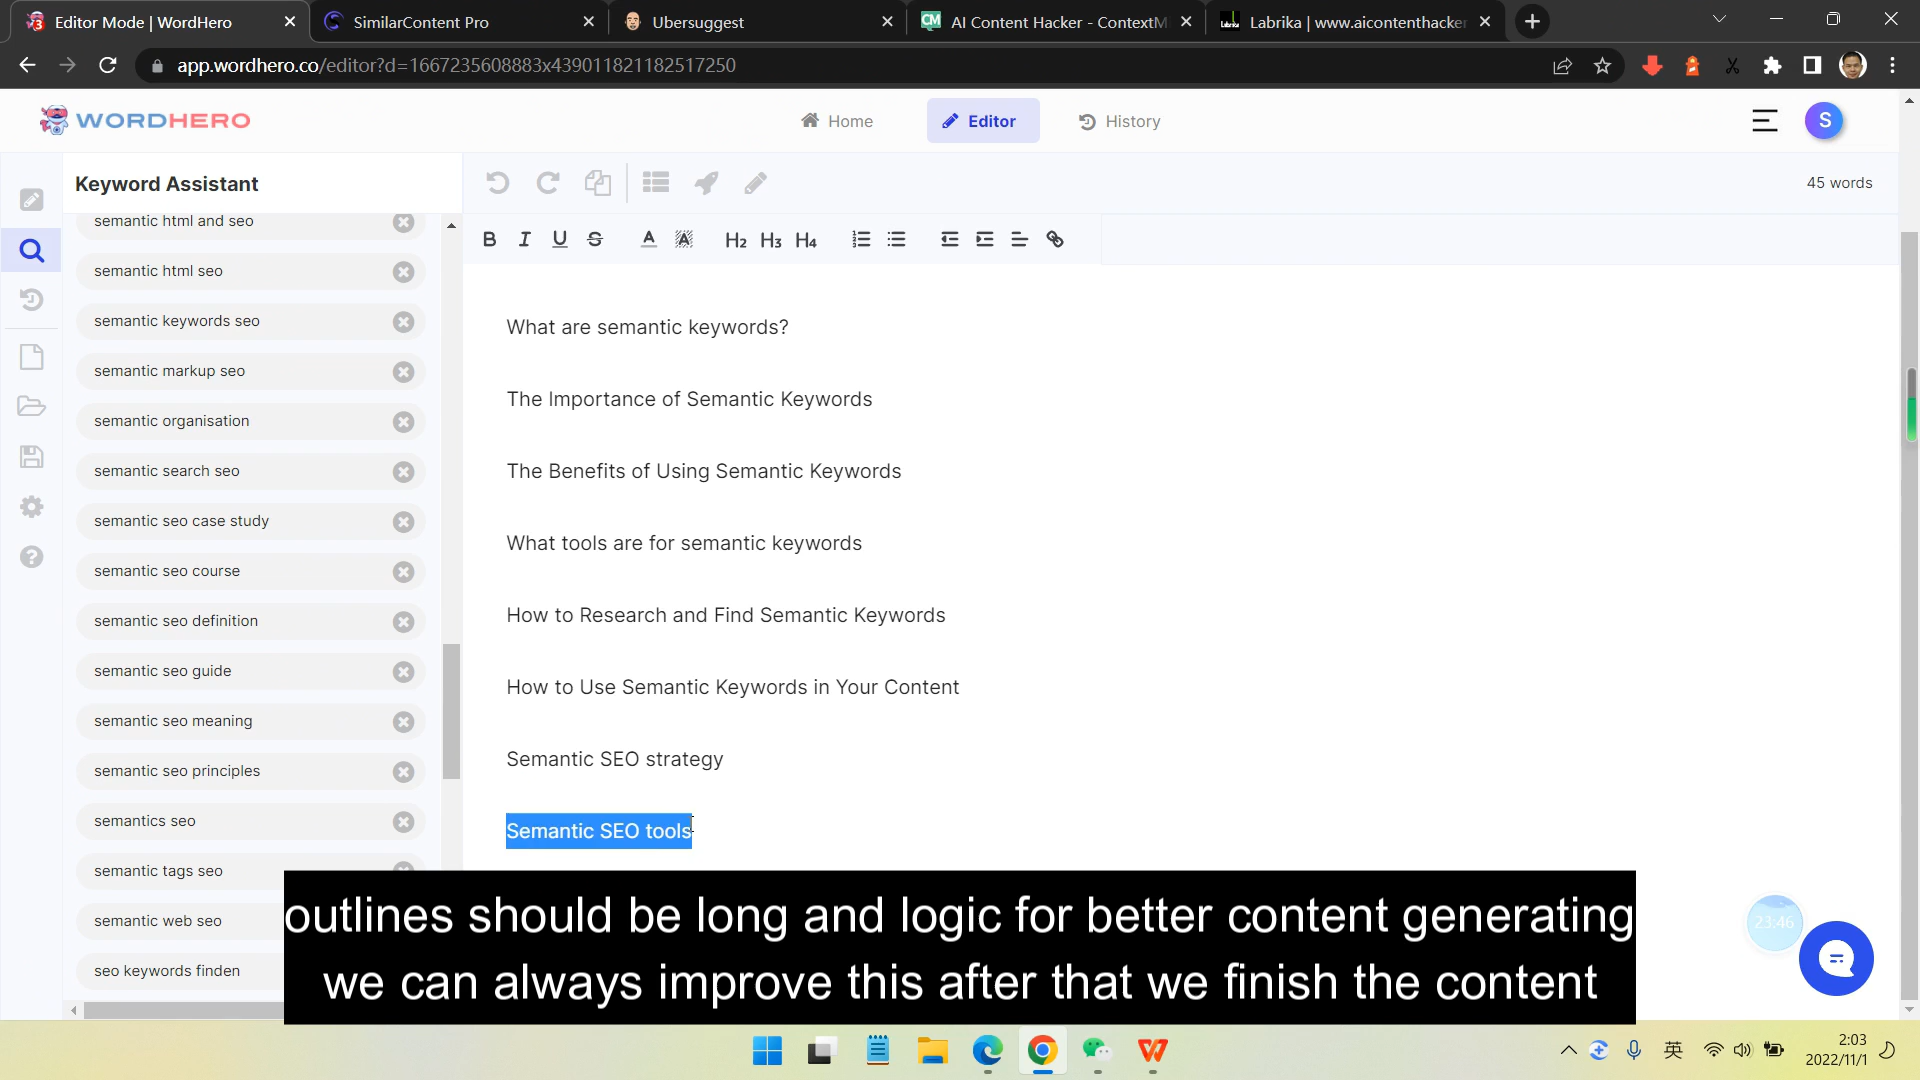 Editor Mode | WordHero
SimilarContent Pro
Ubersuggest
AI Content Hacker - ContextM
Labrika | www.aicontenthacker
app.wordhero.co/editor?d=1667235608883x439011821182517250
WORDHERO
Home
Editor
History
S
Keyword Assistant
45 words
B I U S A A H2 H3 H4
semantic html and seo
semantic html seo
semantic keywords seo
semantic markup seo
semantic organisation
semantic search seo
semantic seo case study
semantic seo course
semantic seo definition
semantic seo guide
semantic seo meaning
semantic seo principles
semantics seo
semantic tags seo
semantic web seo
seo keywords finden
What are semantic keywords?
The Importance of Semantic Keywords
The Benefits of Using Semantic Keywords
What tools are for semantic keywords
How to Research and Find Semantic Keywords
How to Use Semantic Keywords in Your Content
Semantic SEO strategy
Semantic SEO tools
outlines should be long and logic for better content generating
we can always improve this after that we finish the content
23:46
英
2:03
2022/11/1